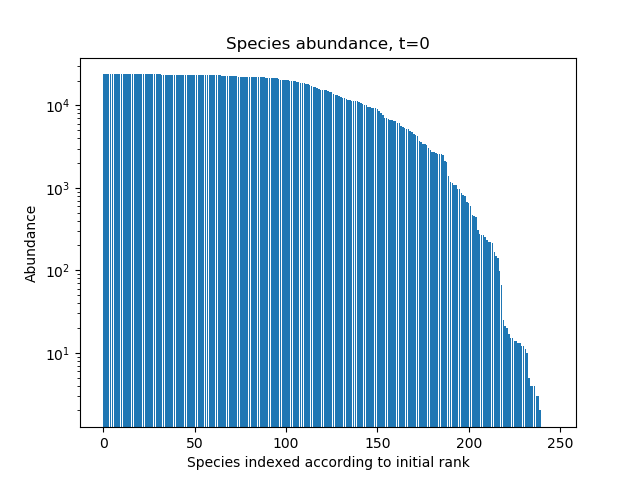 Species abundance, t=0
Abundance
10^4
10^3
10^2
10^1
0 50 100 150 200 250
Species indexed according to initial rank